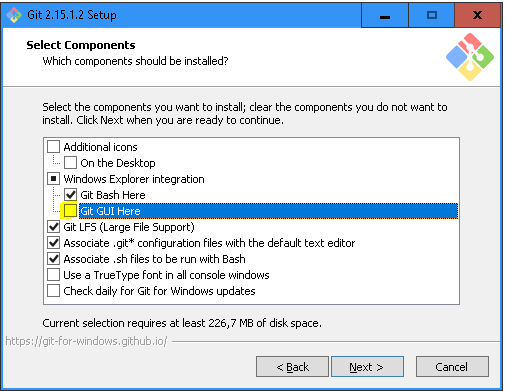 Git 2.15.1.2 Setup
Select Components
Which components should be installed?
Select the components you want to install; clear the components you do not want to
install. Click Next when you are ready to continue.
Additional icons
On the Desktop
Windows Explorer integration
Git Bash Here
Git GUI Here
Git LFS (Large File Support)
Associate .git* configuration files with the default text editor
Associate .sh files to be run with Bash
Use a TrueType font in all console windows
Check daily for Git for Windows updates
Current selection requires at least 226,7 MB of disk space.
https://git-for-windows.github.io/
< Back
Next >
Cancel